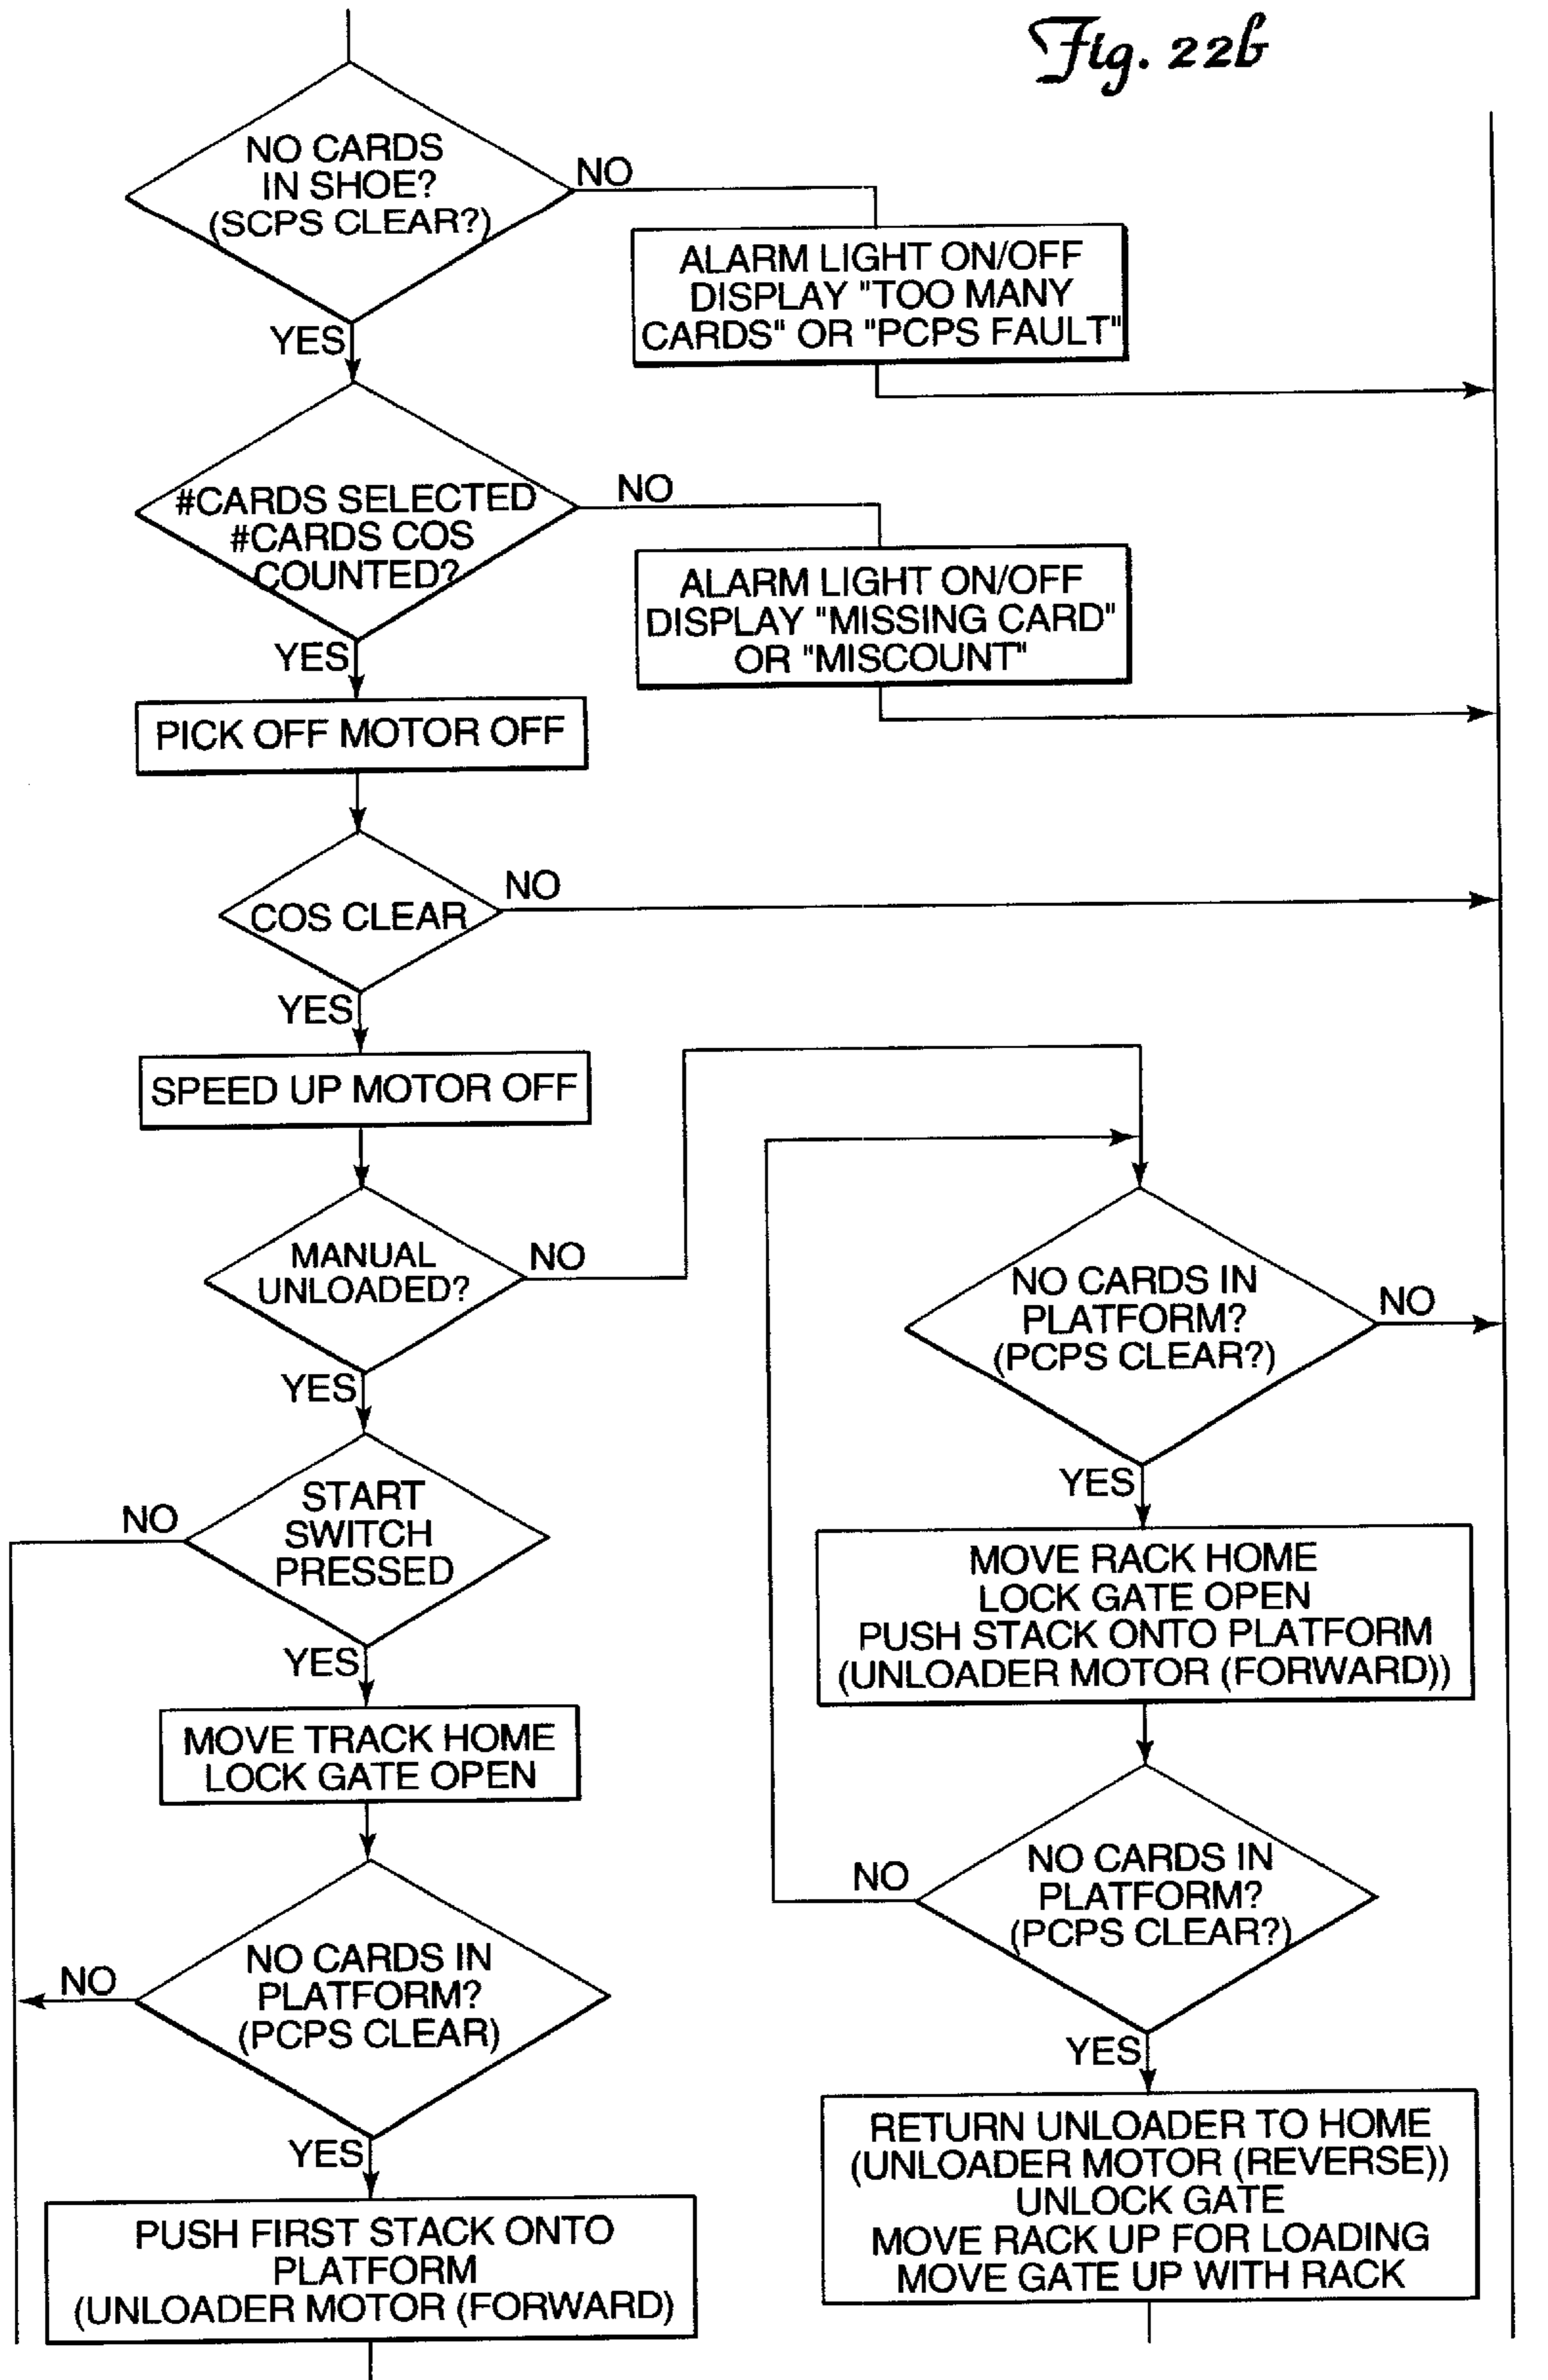 Fig. 22b
NO CARDS
IN SHOE?
(SCPS CLEAR?)
NO
ALARM LIGHT ON/OFF
DISPLAY "TOO MANY
CARDS" OR "PCPS FAULT"
YES
#CARDS SELECTED
#CARDS COS
COUNTED?
NO
ALARM LIGHT ON/OFF
DISPLAY "MISSING CARD"
OR "MISCOUNT"
YES
PICK OFF MOTOR OFF
COS CLEAR
NO
YES
SPEED UP MOTOR OFF
MANUAL
UNLOADED?
NO
YES
START
SWITCH
PRESSED
NO
YES
MOVE TRACK HOME
LOCK GATE OPEN
NO CARDS IN
PLATFORM?
(PCPS CLEAR)
NO
YES
PUSH FIRST STACK ONTO
PLATFORM
(UNLOADER MOTOR (FORWARD)
NO CARDS IN
PLATFORM?
(PCPS CLEAR?)
NO
YES
MOVE RACK HOME
LOCK GATE OPEN
PUSH STACK ONTO PLATFORM
(UNLOADER MOTOR (FORWARD))
NO CARDS IN
PLATFORM?
(PCPS CLEAR?)
NO
YES
RETURN UNLOADER TO HOME
(UNLOADER MOTOR (REVERSE))
UNLOCK GATE
MOVE RACK UP FOR LOADING
MOVE GATE UP WITH RACK